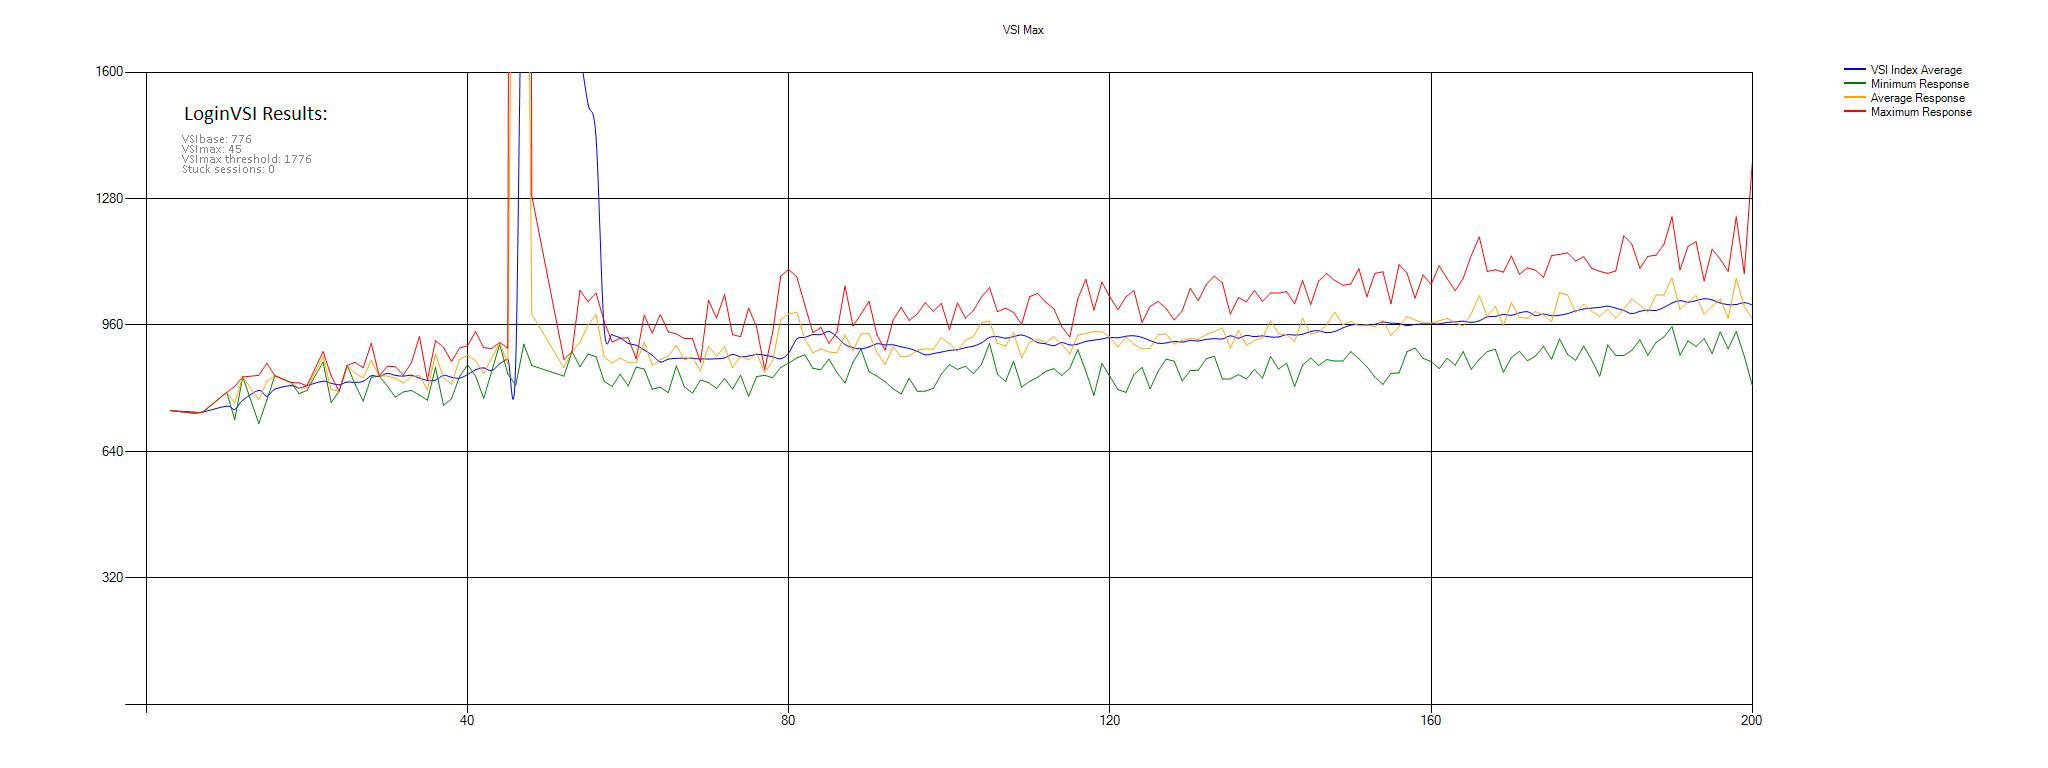 VSI Max
1600
1280
960
640
320
40
80
120
160
200
LoginVSI Results:
VSIbase: 776
VSImax: 45
VSImax threshold: 1776
Stuck sessions: 0
VSI Index Average
Minimum Response
Average Response
Maximum Response